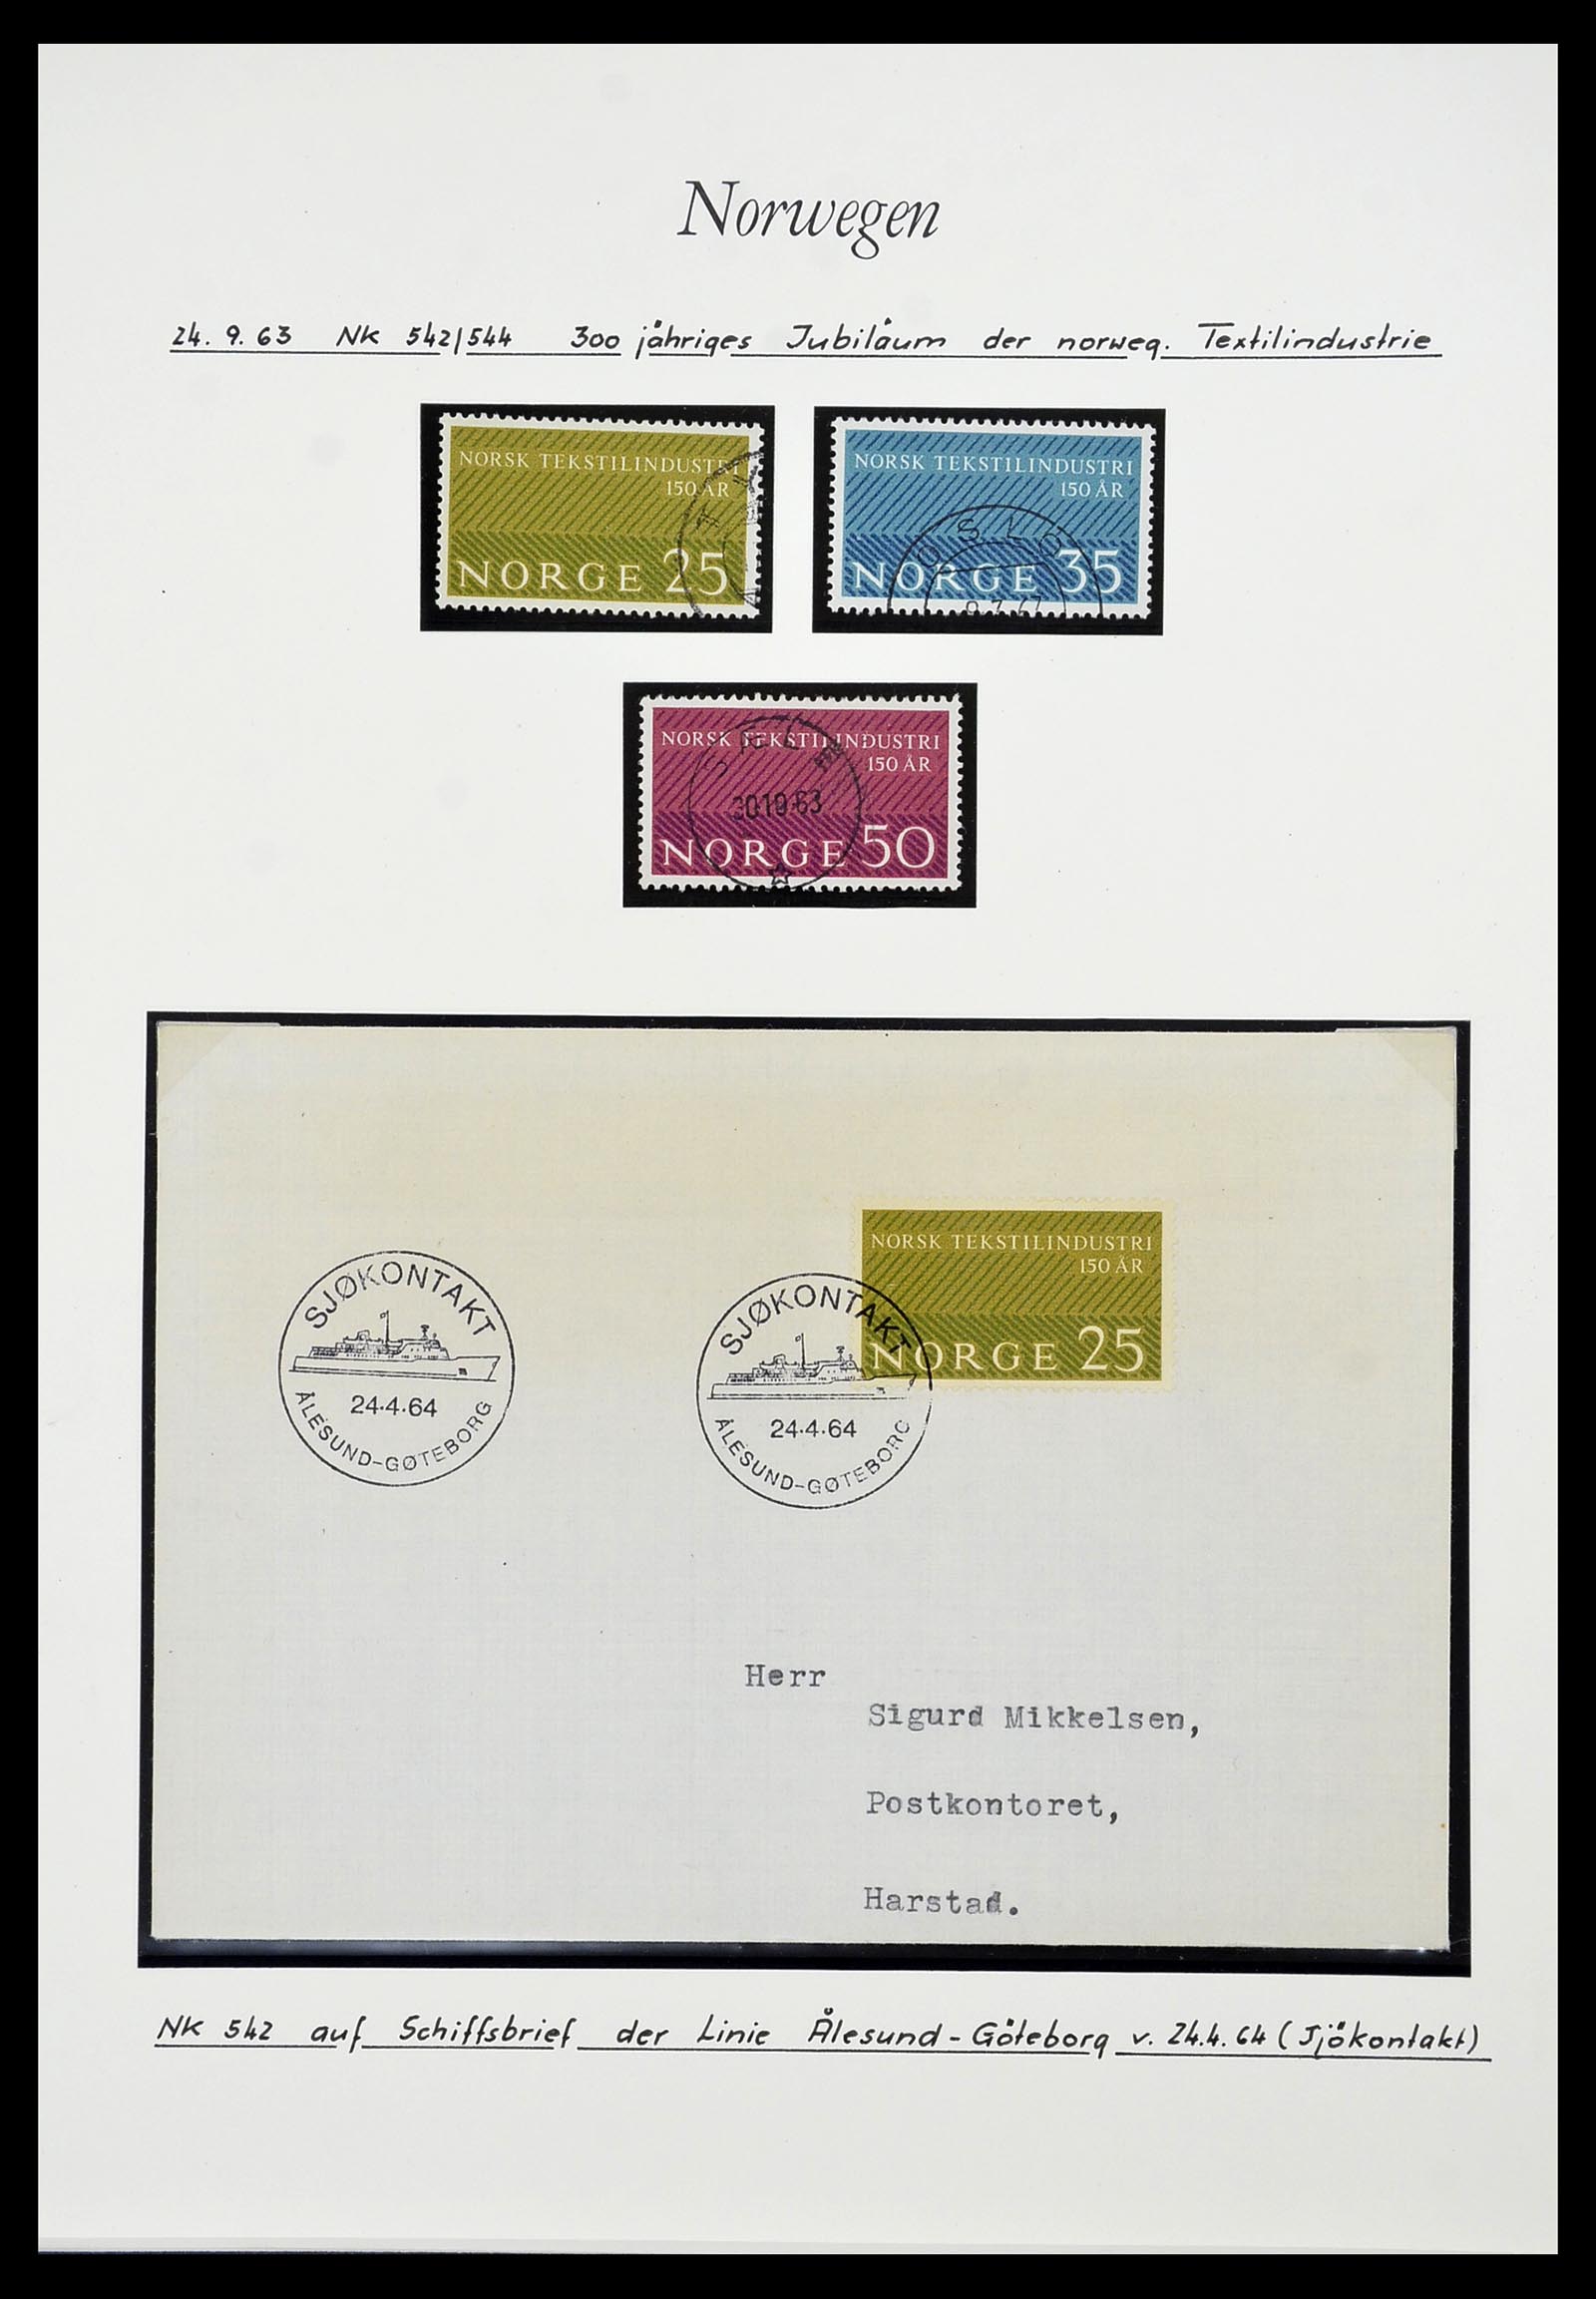 Norwegen
24. 9. 63 NK 542/544 300 jähriges Jubiläum der norweg. Textilindustrie
NORSK TEKSTILINDUSTRI
150 ÅR
NORGE 25
NORSK TEKSTILINDUSTRI
150 ÅR
NORGE 35
OSLO
NORSK TEKSTILINDUSTRI
150 ÅR
NORGE 50
30.10.63
NORSK TEKSTILINDUSTRI
150 ÅR
NORGE 25
SJØKONTAKT
24.4.64
ÅLESUND-GØTEBORG
SJØKONTAKT
24.4.64
ÅLESUND-GØTEBORG
Herr
Sigurd Mikkelsen,
Postkontoret,
Harstad.
NK 542 auf Schiffsbrief der Linie Ålesund-Göteborg v. 24.4.64 (Sjökontakt)